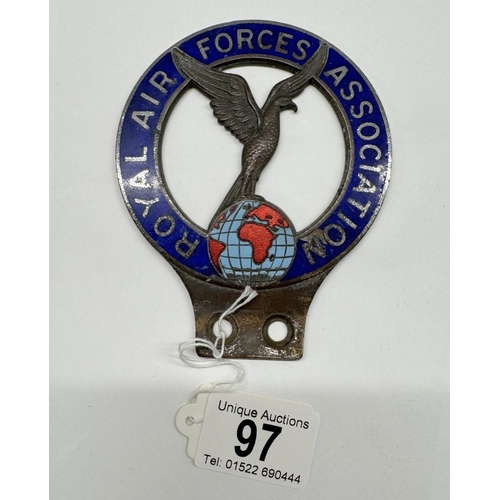 ROYAL AIR FORCES ASSOCIATION
Unique Auctions
97
Tel: 01522 690444